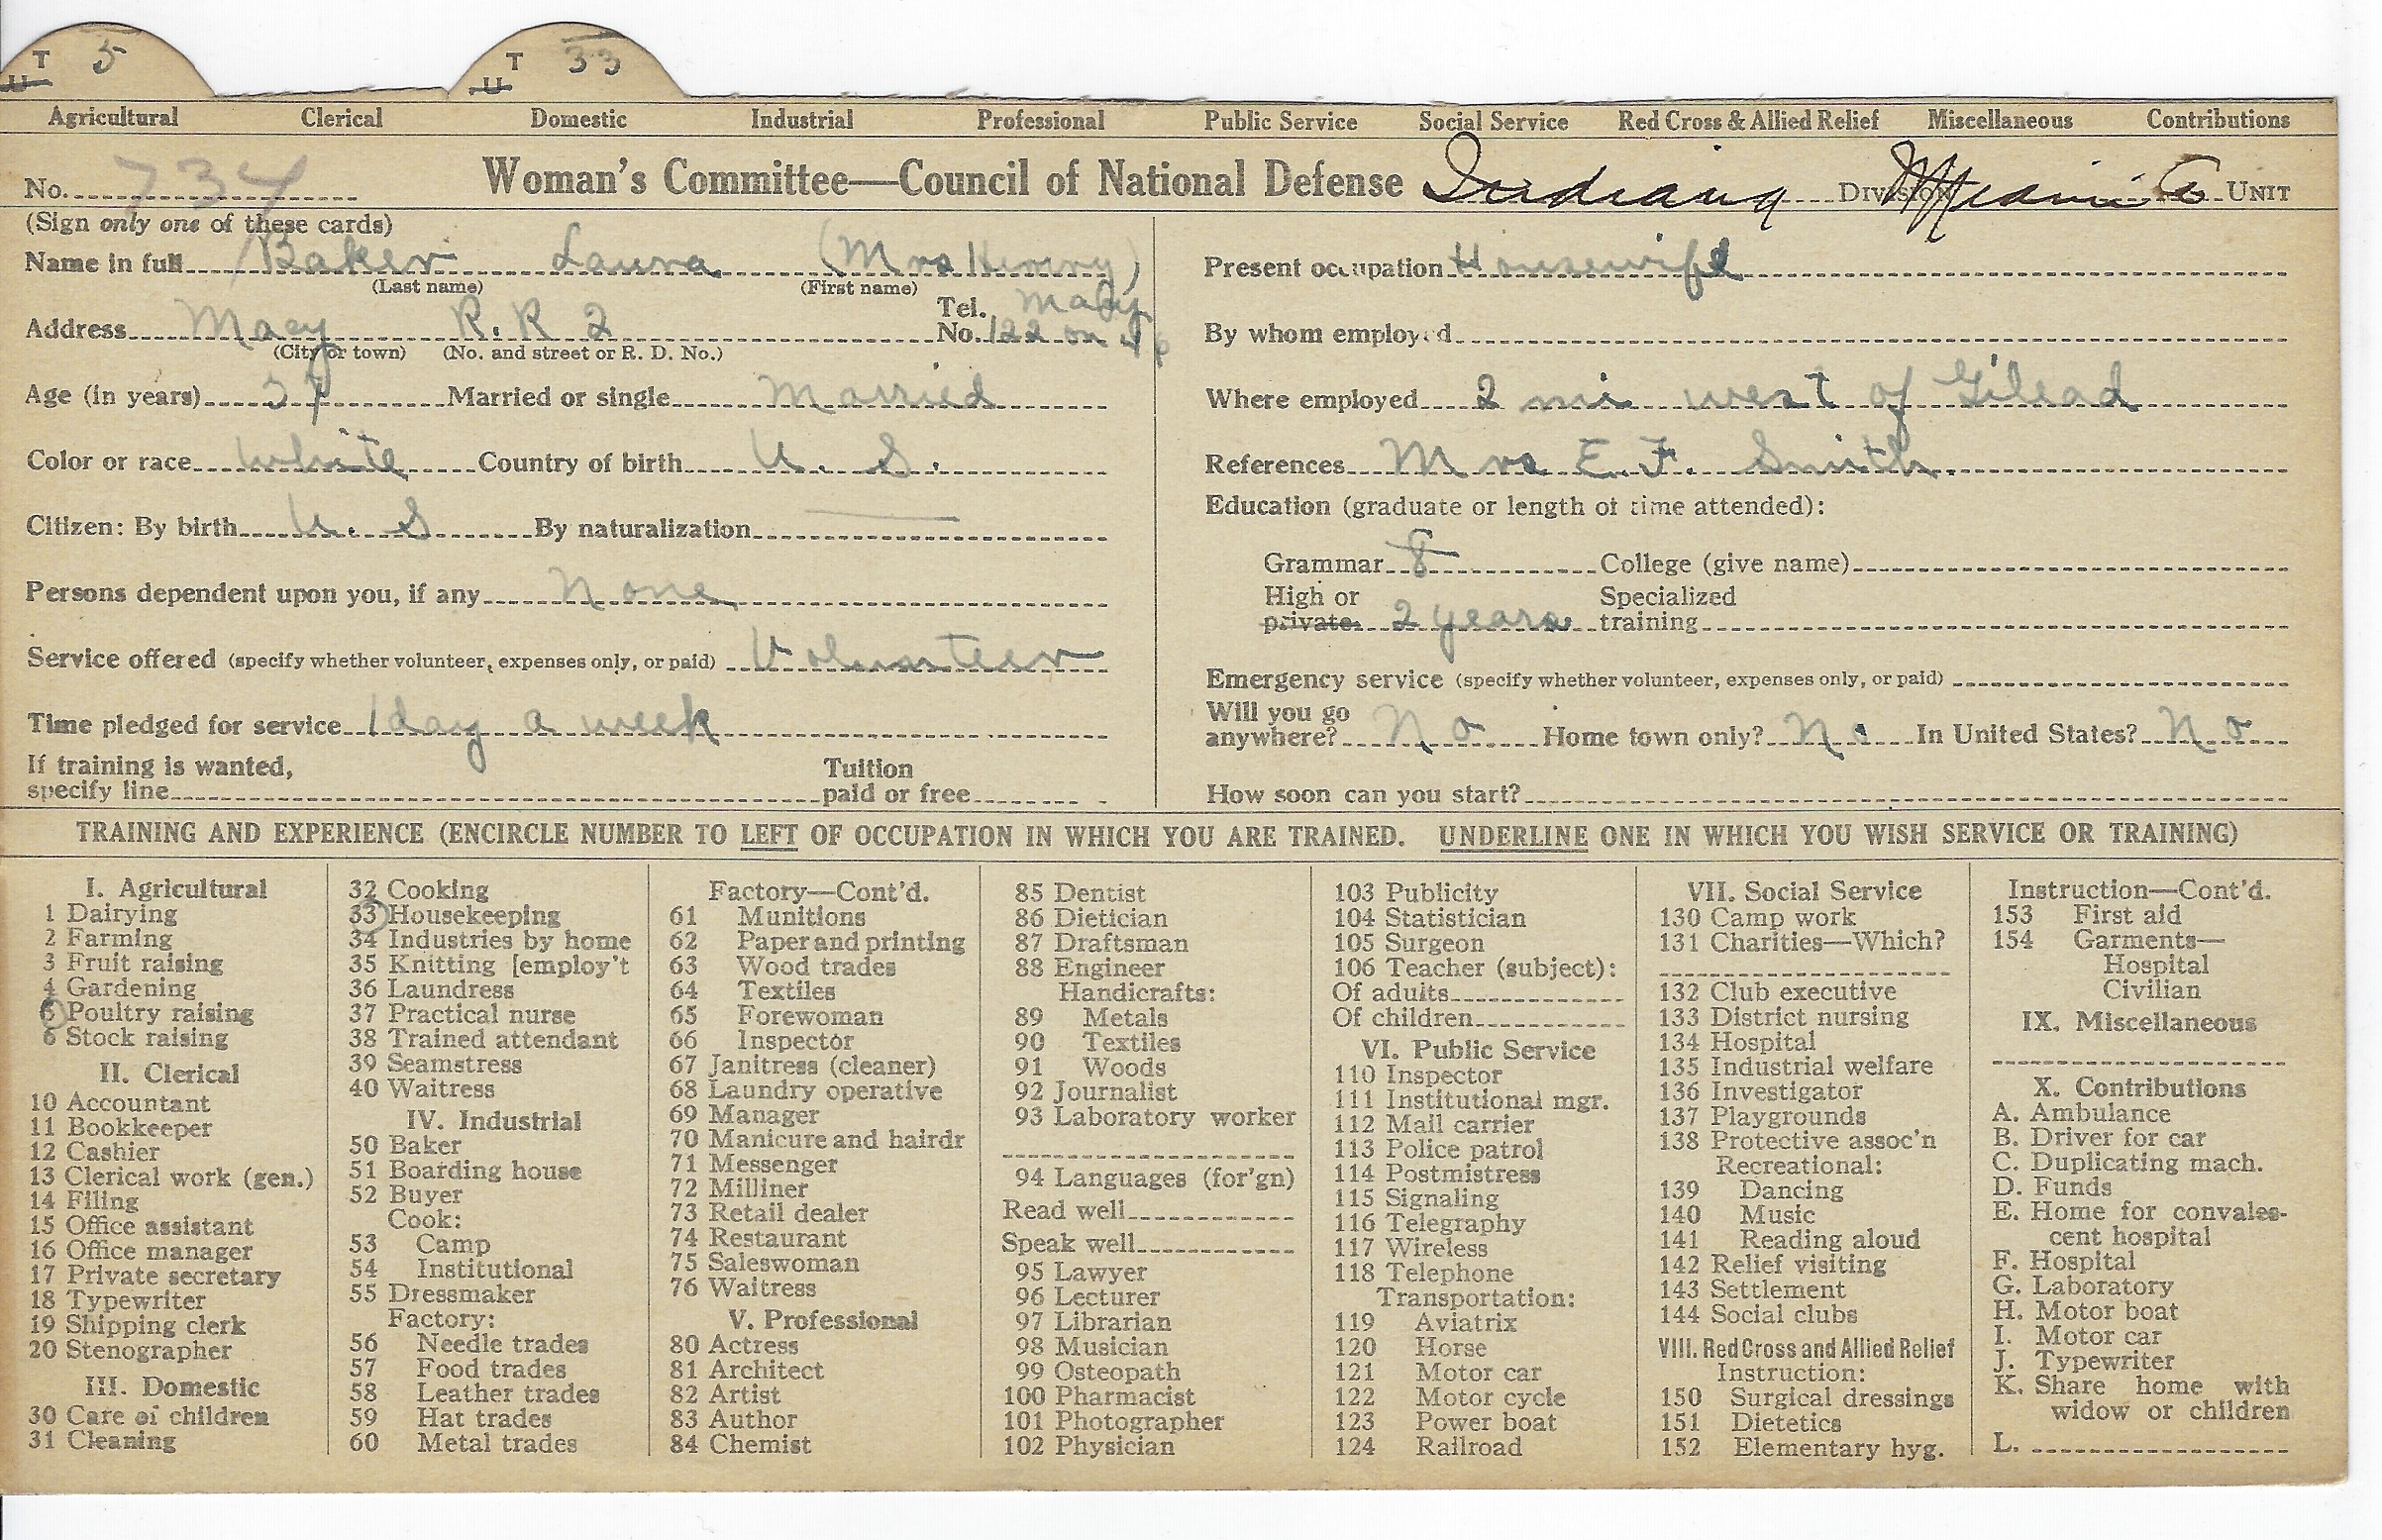 T 5 T 33
U U
Agricultural Clerical Domestic Industrial Professional Public Service Social Service Red Cross & Allied Relief Miscellaneous Contributions
No. 734 Woman's Committee—Council of National Defense Indiana Division Miami Co Unit
(Sign only one of these cards)
Name in full Baker Laura (Mrs Henry)
(Last name) (First name)
Address Macy R. R 2 Tel. No. Macy 122 on
(City or town) (No. and street or R. D. No.)
Age (in years) 37 Married or single Married
Color or race White Country of birth U. S.
Citizen: By birth U. S By naturalization
Persons dependent upon you, if any None
Service offered (specify whether volunteer, expenses only, or paid) Volunteer
Time pledged for service 1 day a week
If training is wanted, specify line Tuition paid or free
Present occupation Housewife
By whom employed
Where employed 2 mi west of Gilead
References Mrs E. F. Smith.
Education (graduate or length of time attended):
Grammar 8 College (give name)
High or private 2 years Specialized training
Emergency service (specify whether volunteer, expenses only, or paid)
Will you go anywhere? No Home town only? No In United States? No
How soon can you start?
TRAINING AND EXPERIENCE (ENCIRCLE NUMBER TO LEFT OF OCCUPATION IN WHICH YOU ARE TRAINED. UNDERLINE ONE IN WHICH YOU WISH SERVICE OR TRAINING)
I. Agricultural
1 Dairying
2 Farming
3 Fruit raising
4 Gardening
5 Poultry raising
6 Stock raising
II. Clerical
10 Accountant
11 Bookkeeper
12 Cashier
13 Clerical work (gen.)
14 Filing
15 Office assistant
16 Office manager
17 Private secretary
18 Typewriter
19 Shipping clerk
20 Stenographer
III. Domestic
30 Care of children
31 Cleaning
32 Cooking
33 Housekeeping
34 Industries by home
35 Knitting [employ't
36 Laundress
37 Practical nurse
38 Trained attendant
39 Seamstress
40 Waitress
IV. Industrial
50 Baker
51 Boarding house
52 Buyer
Cook:
53 Camp
54 Institutional
55 Dressmaker
Factory:
56 Needle trades
57 Food trades
58 Leather trades
59 Hat trades
60 Metal trades
Factory—Cont'd.
61 Munitions
62 Paper and printing
63 Wood trades
64 Textiles
65 Forewoman
66 Inspector
67 Janitress (cleaner)
68 Laundry operative
69 Manager
70 Manicure and hairdr
71 Messenger
72 Milliner
73 Retail dealer
74 Restaurant
75 Saleswoman
76 Waitress
V. Professional
80 Actress
81 Architect
82 Artist
83 Author
84 Chemist
85 Dentist
86 Dietician
87 Draftsman
88 Engineer
Handicrafts:
89 Metals
90 Textiles
91 Woods
92 Journalist
93 Laboratory worker
94 Languages (for'gn)
Read well
Speak well
95 Lawyer
96 Lecturer
97 Librarian
98 Musician
99 Osteopath
100 Pharmacist
101 Photographer
102 Physician
103 Publicity
104 Statistician
105 Surgeon
106 Teacher (subject):
Of adults
Of children
VI. Public Service
110 Inspector
111 Institutional mgr.
112 Mail carrier
113 Police patrol
114 Postmistress
115 Signaling
116 Telegraphy
117 Wireless
118 Telephone
Transportation:
119 Aviatrix
120 Horse
121 Motor car
122 Motor cycle
123 Power boat
124 Railroad
VII. Social Service
130 Camp work
131 Charities—Which?
132 Club executive
133 District nursing
134 Hospital
135 Industrial welfare
136 Investigator
137 Playgrounds
138 Protective assoc'n
Recreational:
139 Dancing
140 Music
141 Reading aloud
142 Relief visiting
143 Settlement
144 Social clubs
VIII. Red Cross and Allied Relief
Instruction:
150 Surgical dressings
151 Dietetics
152 Elementary hyg.
Instruction—Cont'd.
153 First aid
154 Garments—
Hospital
Civilian
IX. Miscellaneous
X. Contributions
A. Ambulance
B. Driver for car
C. Duplicating mach.
D. Funds
E. Home for convales-
cent hospital
F. Hospital
G. Laboratory
H. Motor boat
I. Motor car
J. Typewriter
K. Share home with
widow or children
L.